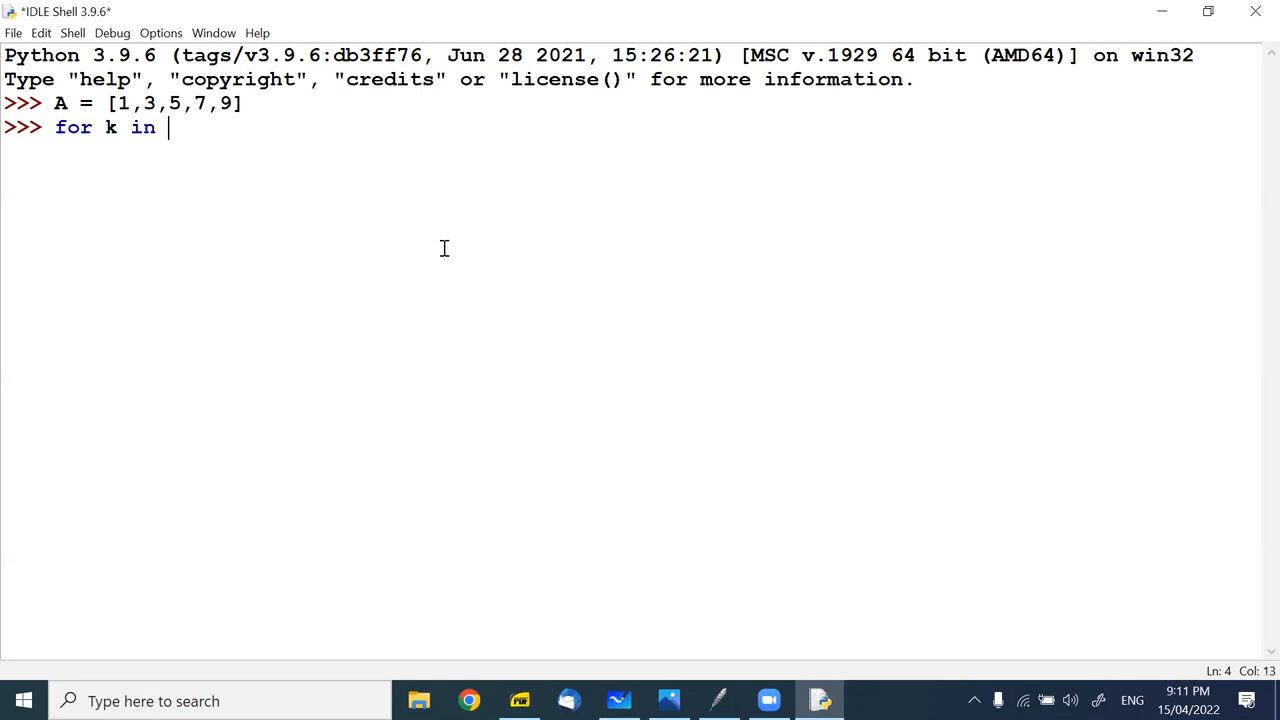 *IDLE Shell 3.9.6*
File Edit Shell Debug Options Window Help
Python 3.9.6 (tags/v3.9.6:db3ff76, Jun 28 2021, 15:26:21) [MSC v.1929 64 bit (AMD64)] on win32
Type "help", "copyright", "credits" or "license()" for more information.
>>> A = [1,3,5,7,9]
>>> for k in
Ln: 4 Col: 13
Type here to search
PDF
ENG
9:11 PM
15/04/2022